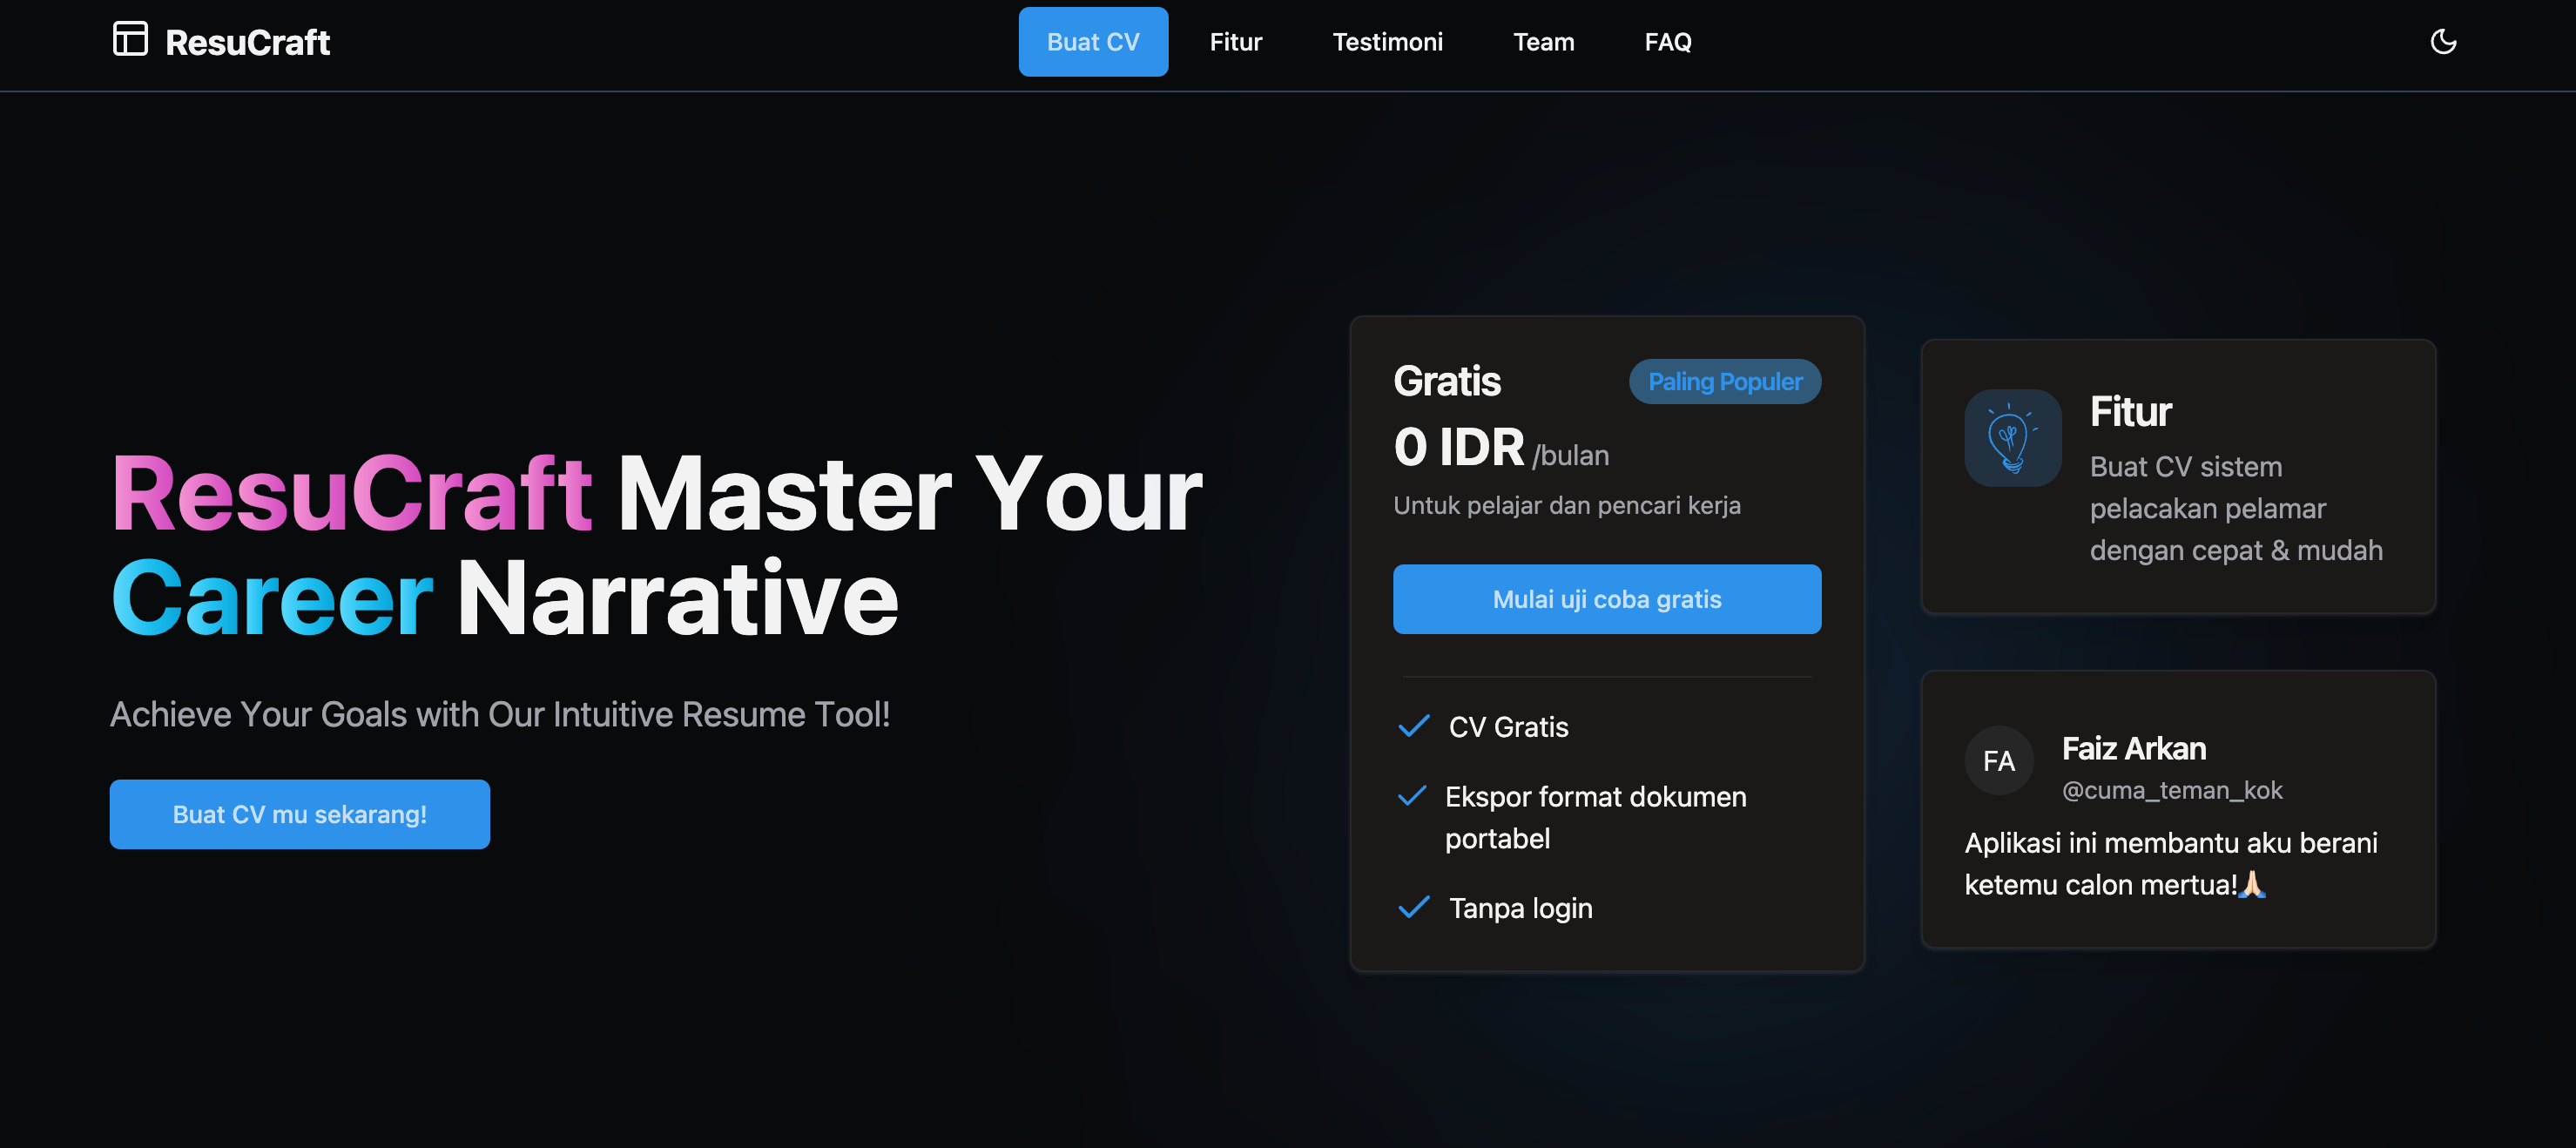 ResuCraft
Buat CV
Fitur
Testimoni
Team
FAQ
ResuCraft Master Your
Career Narrative
Achieve Your Goals with Our Intuitive Resume Tool!
Buat CV mu sekarang!
Gratis
Paling Populer
0 IDR /bulan
Untuk pelajar dan pencari kerja
Mulai uji coba gratis
CV Gratis
Ekspor format dokumen
portabel
Tanpa login
Fitur
Buat CV sistem
pelacakan pelamar
dengan cepat & mudah
FA
Faiz Arkan
@cuma_teman_kok
Aplikasi ini membantu aku berani
ketemu calon mertua!🙏🏻